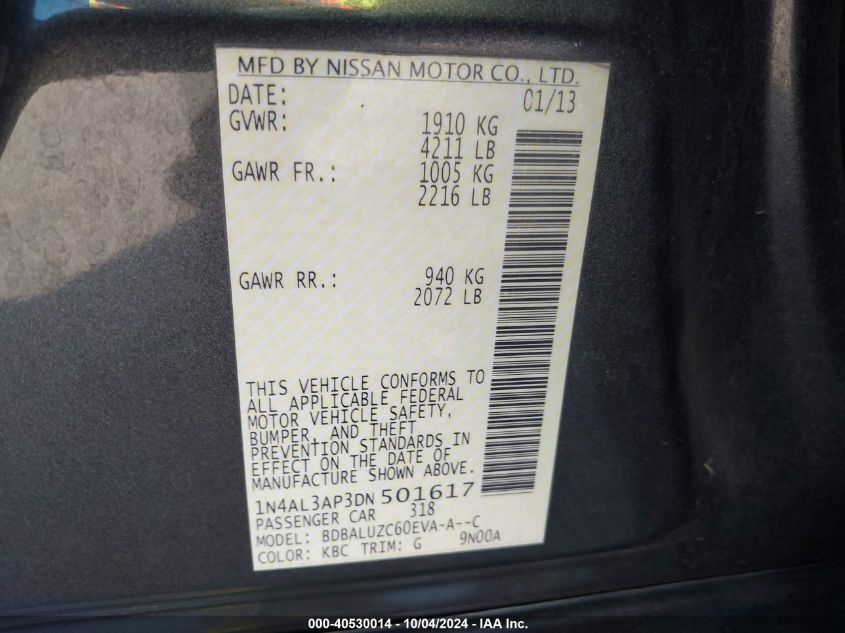 MFD BY NISSAN MOTOR CO., LTD.
DATE: 01/13
GVWR: 1910 KG
4211 LB
GAWR FR.: 1005 KG
2216 LB
GAWR RR.: 940 KG
2072 LB
THIS VEHICLE CONFORMS TO
ALL APPLICABLE FEDERAL
MOTOR VEHICLE SAFETY,
BUMPER, AND THEFT
PREVENTION STANDARDS IN
EFFECT ON THE DATE OF
MANUFACTURE SHOWN ABOVE.
1N4AL3AP3DN501617
PASSENGER CAR 318
MODEL: BDBALUZC60EVA-A--C
COLOR: KBC TRIM: G 9N00A
000-40530014 - 10/04/2024 - IAA Inc.